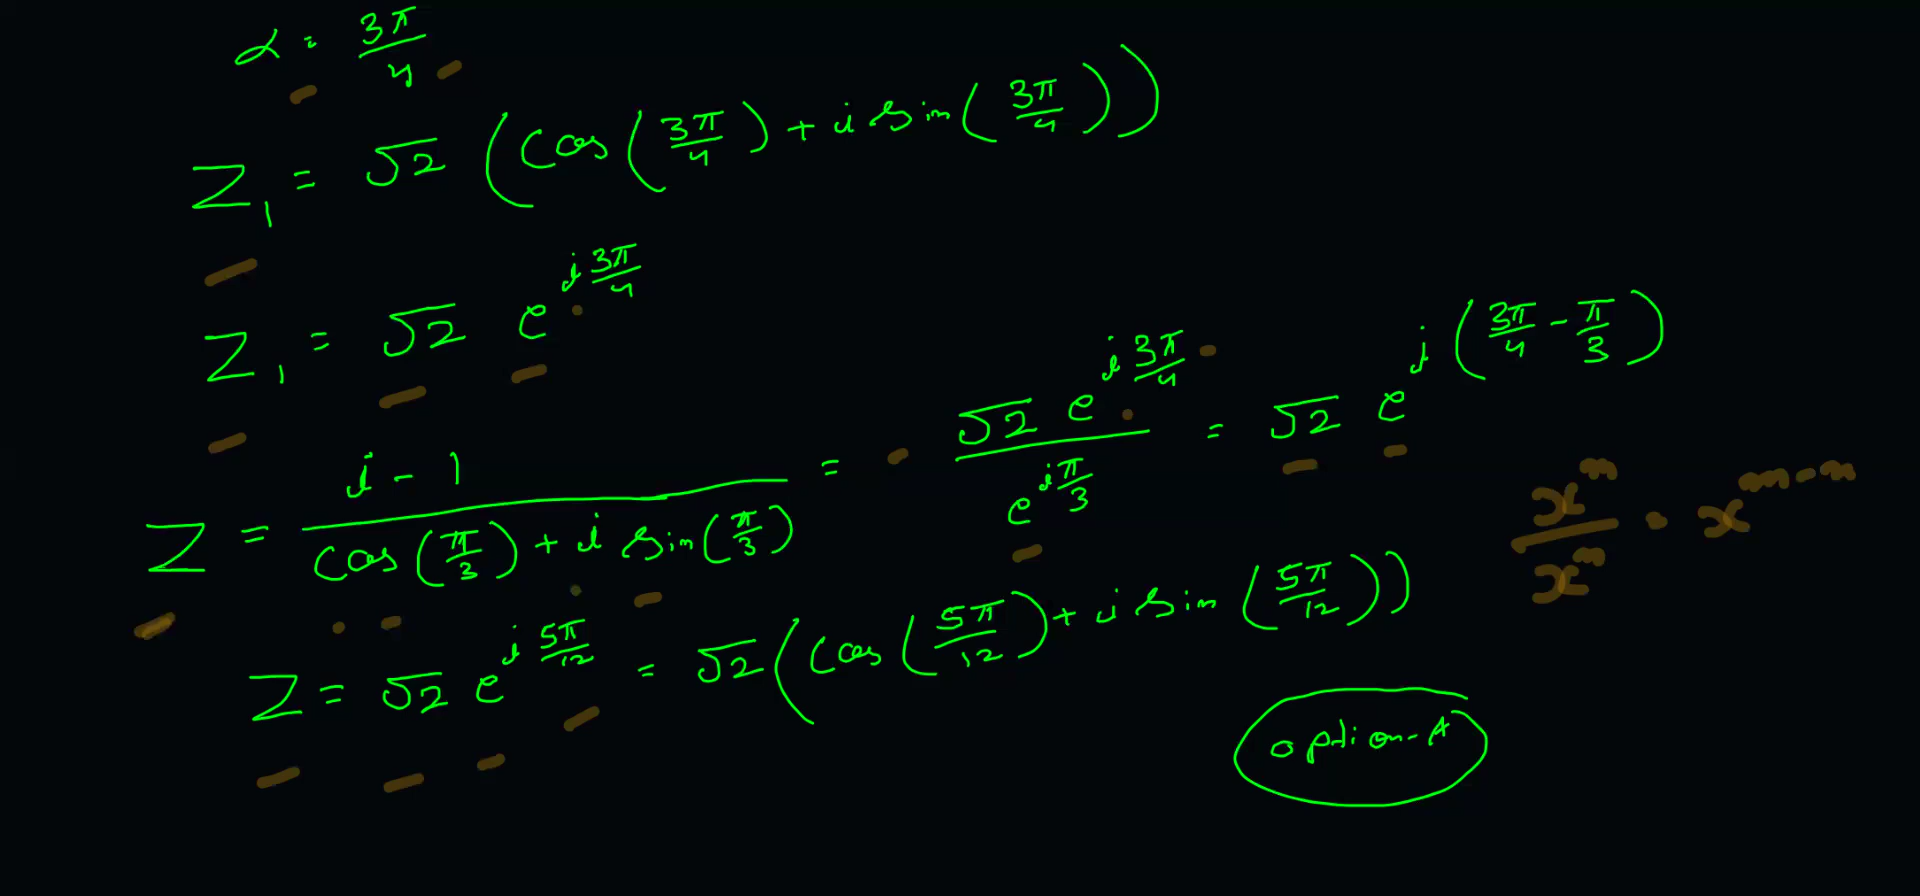 α = 3π/4
Z₁ = √2 (cos(3π/4) + i sin(3π/4))
Z₁ = √2 e^(i 3π/4)
Z = (i - 1)/(cos(π/3) + i sin(π/3)) = √2 e^(i 3π/4) / e^(i π/3) = √2 e^(i(3π/4 - π/3))
x^m / x^n = x^(m-n)
Z = √2 e^(i 5π/12) = √2 (cos(5π/12) + i sin(5π/12))
option-A